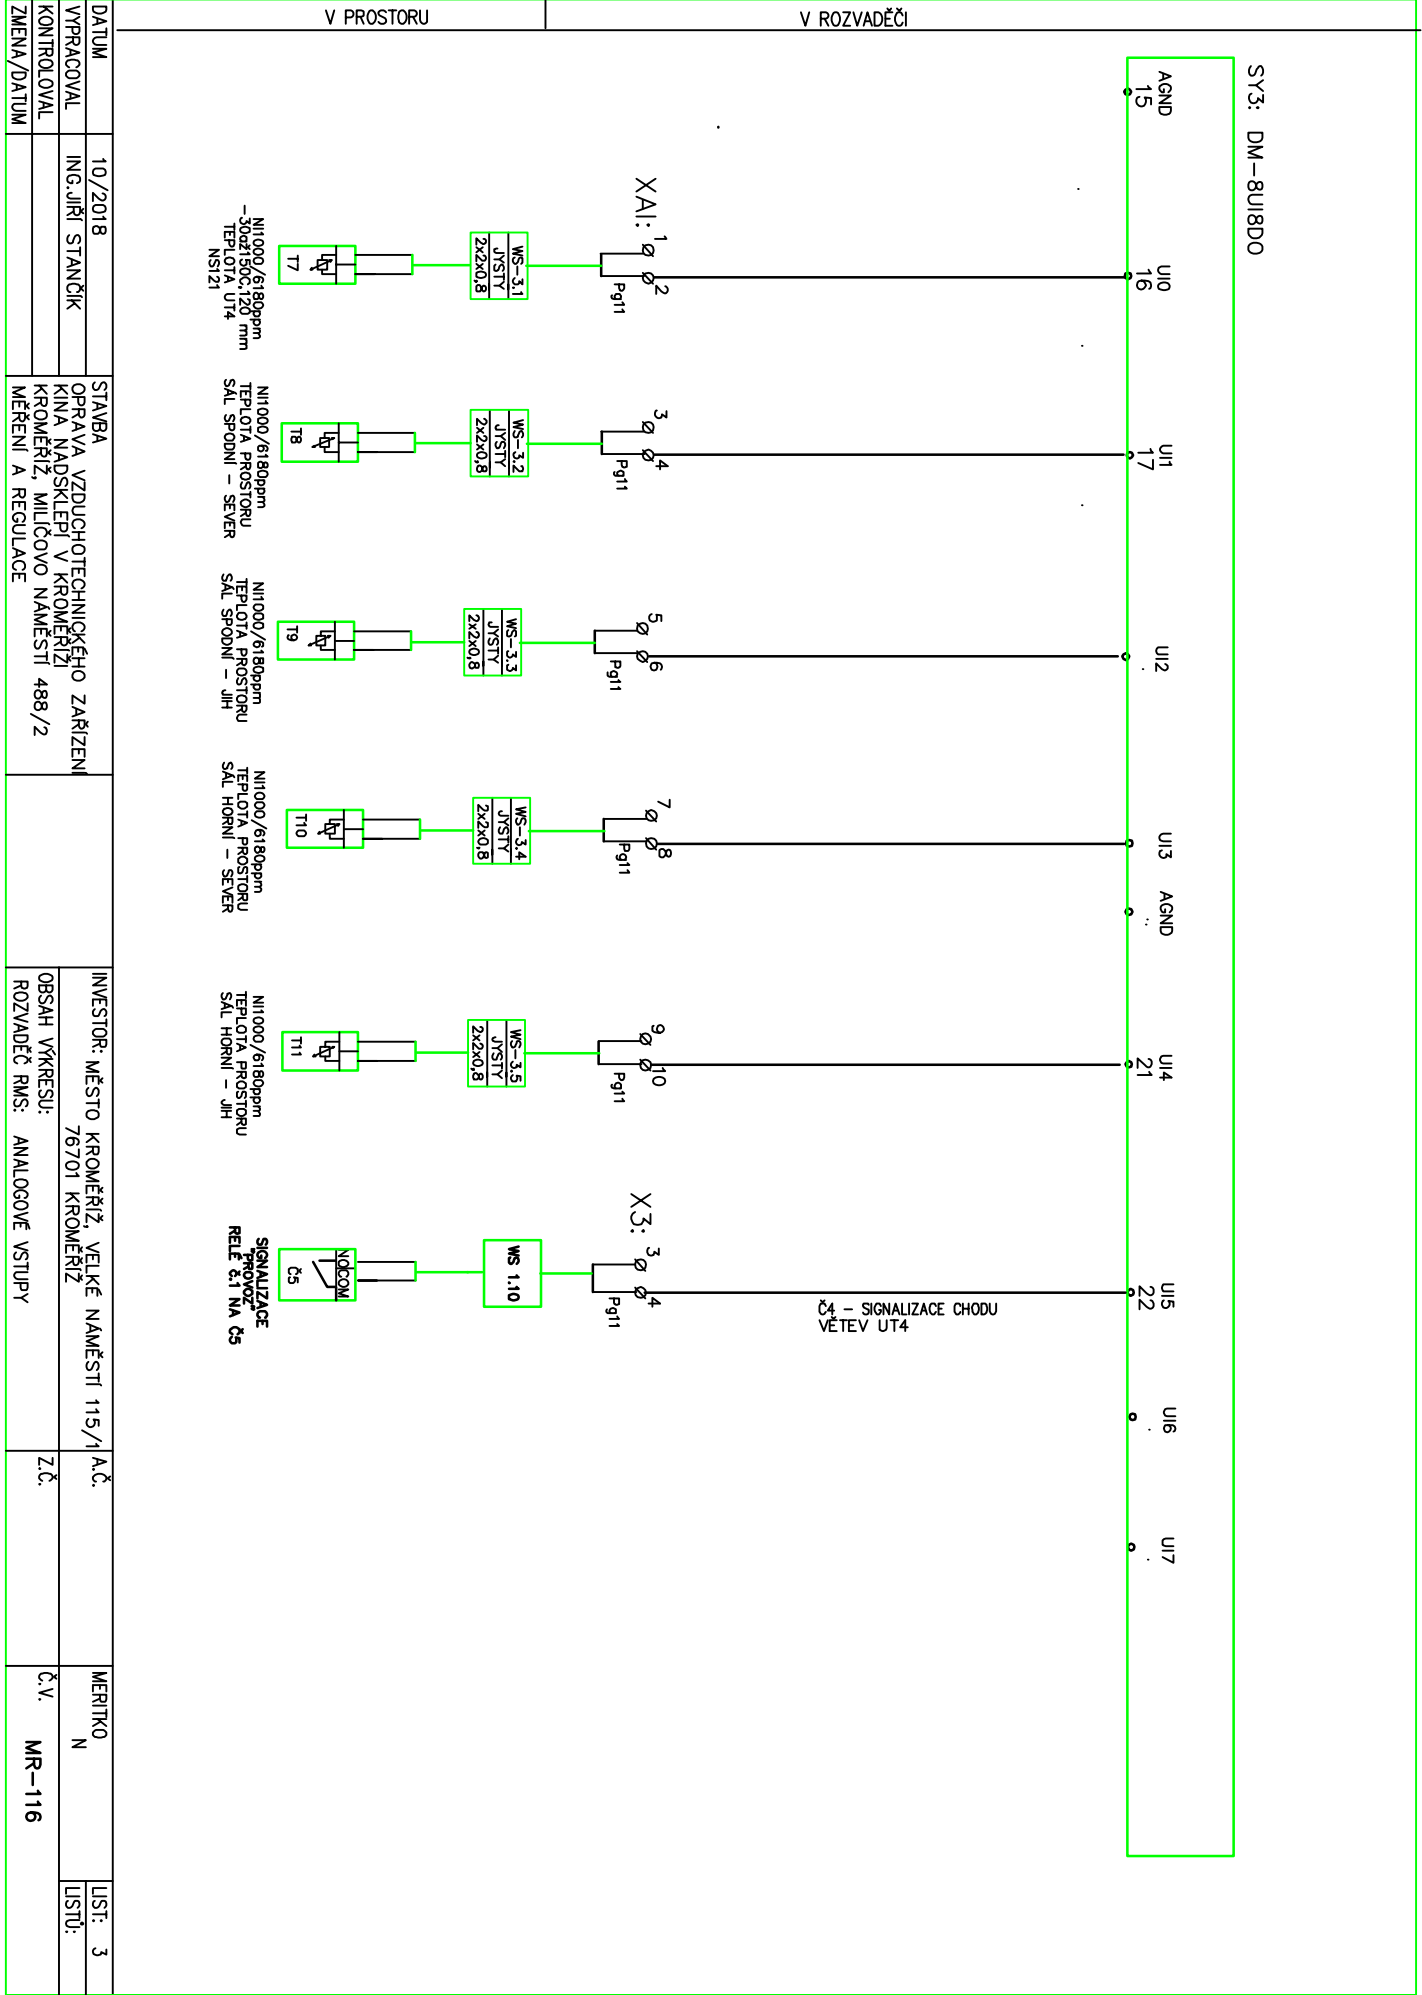 V ROZVADĚČI
V PROSTORU
SY3: DM-8UI8DO
AGND
15
UI0
16
UI1
17
UI2
UI3
AGND
UI4
21
UI5
22
UI6
UI7
Č4 - SIGNALIZACE CHODU
VĚTEV UT4
XAI:
1
2
Pg11
3
4
Pg11
5
6
Pg11
7
8
Pg11
9
10
Pg11
X3:
3
4
Pg11
WS-3.1
JYSTY
2x2x0,8
WS-3.2
JYSTY
2x2x0,8
WS-3.3
JYSTY
2x2x0,8
WS-3.4
JYSTY
2x2x0,8
WS-3.5
JYSTY
2x2x0,8
WS 1.10
T7
T8
T9
T10
T11
NO COM
Č5
NI1000/6180ppm
-30až150C,120 mm
TEPLOTA UT4
NS121
NI1000/6180ppm
TEPLOTA PROSTORU
SÁL SPODNÍ - SEVER
NI1000/6180ppm
TEPLOTA PROSTORU
SÁL SPODNÍ - JIH
NI1000/6180ppm
TEPLOTA PROSTORU
SÁL HORNÍ - SEVER
NI1000/6180ppm
TEPLOTA PROSTORU
SÁL HORNÍ - JIH
SIGNALIZACE
"PROVOZ"
RELÉ č.1 NA Č5
DATUM
10/2018
VYPRACOVAL
ING.JIŘÍ STANČÍK
KONTROLOVAL
ZMENA/DATUM
STAVBA
OPRAVA VZDUCHOTECHNICKÉHO ZAŘÍZENÍ
KINA NADSKLEPÍ V KROMĚŘÍŽI
KROMĚŘÍŽ, MILÍČOVO NÁMĚSTÍ 488/2
MĚŘENÍ A REGULACE
INVESTOR: MĚSTO KROMĚŘÍŽ, VELKÉ NÁMĚSTÍ 115/1
76701 KROMĚŘÍŽ
OBSAH VÝKRESU:
ROZVADĚČ RMS: ANALOGOVÉ VSTUPY
A.Č.
Z.Č.
MERITKO
N
Č.V.
MR-116
LIST: 3
LISTŮ: